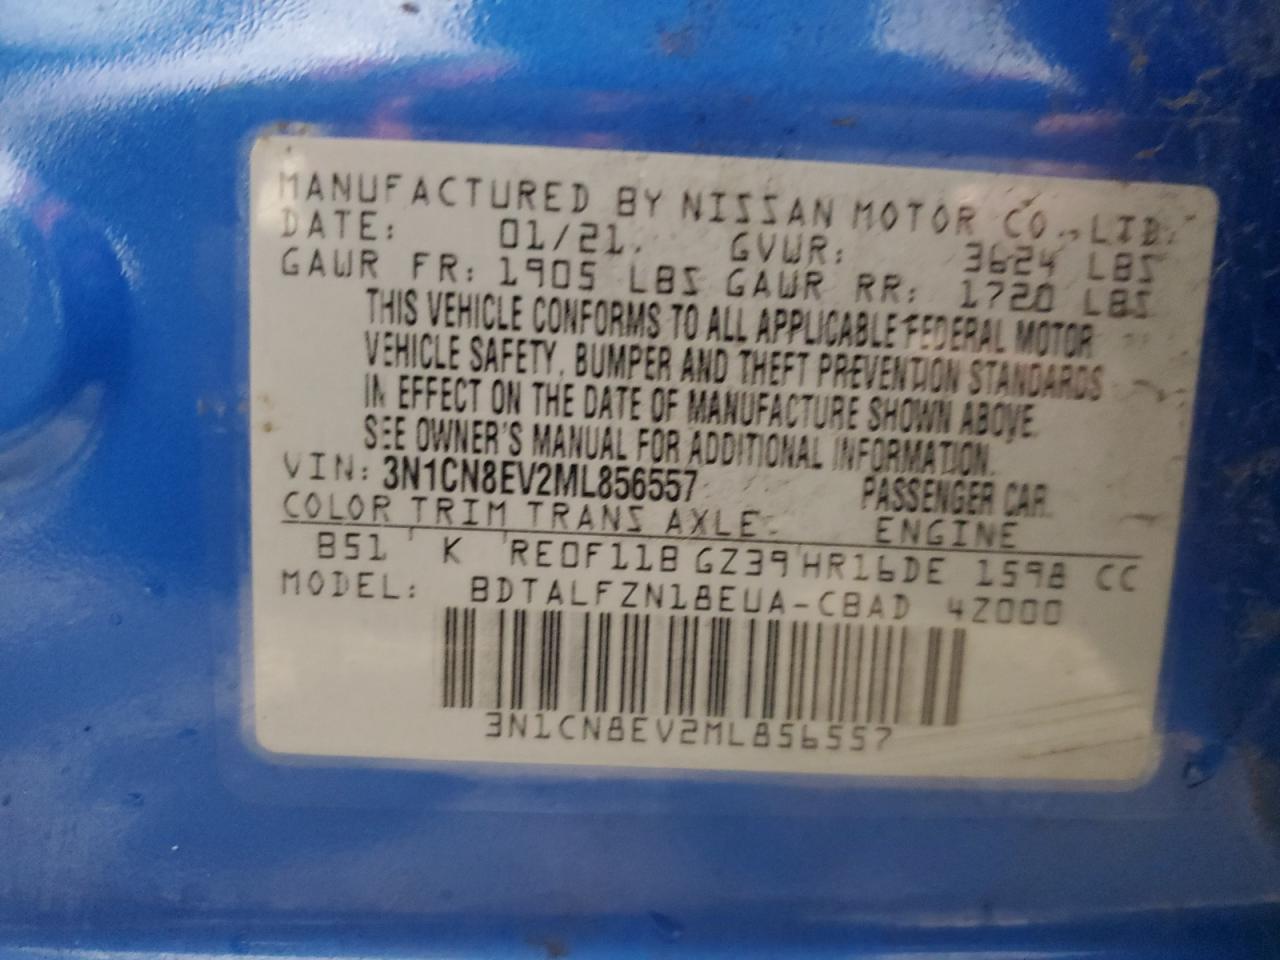 MANUFACTURED BY NISSAN MOTOR CO., LTD.
DATE: 01/21. GVWR: 3624 LBS
GAWR FR: 1905 LBS GAWR RR: 1720 LBS
THIS VEHICLE CONFORMS TO ALL APPLICABLE FEDERAL MOTOR
VEHICLE SAFETY, BUMPER AND THEFT PREVENTION STANDARDS
IN EFFECT ON THE DATE OF MANUFACTURE SHOWN ABOVE.
SEE OWNER'S MANUAL FOR ADDITIONAL INFORMATION.
VIN: 3N1CN8EV2ML856557 PASSENGER CAR.
COLOR TRIM TRANS AXLE ENGINE
B51 K RE0F11B GZ39 HR16DE 1598 CC
MODEL: BDTALFZN18EUA-CBAD 4Z000
3N1CN8EV2ML856557